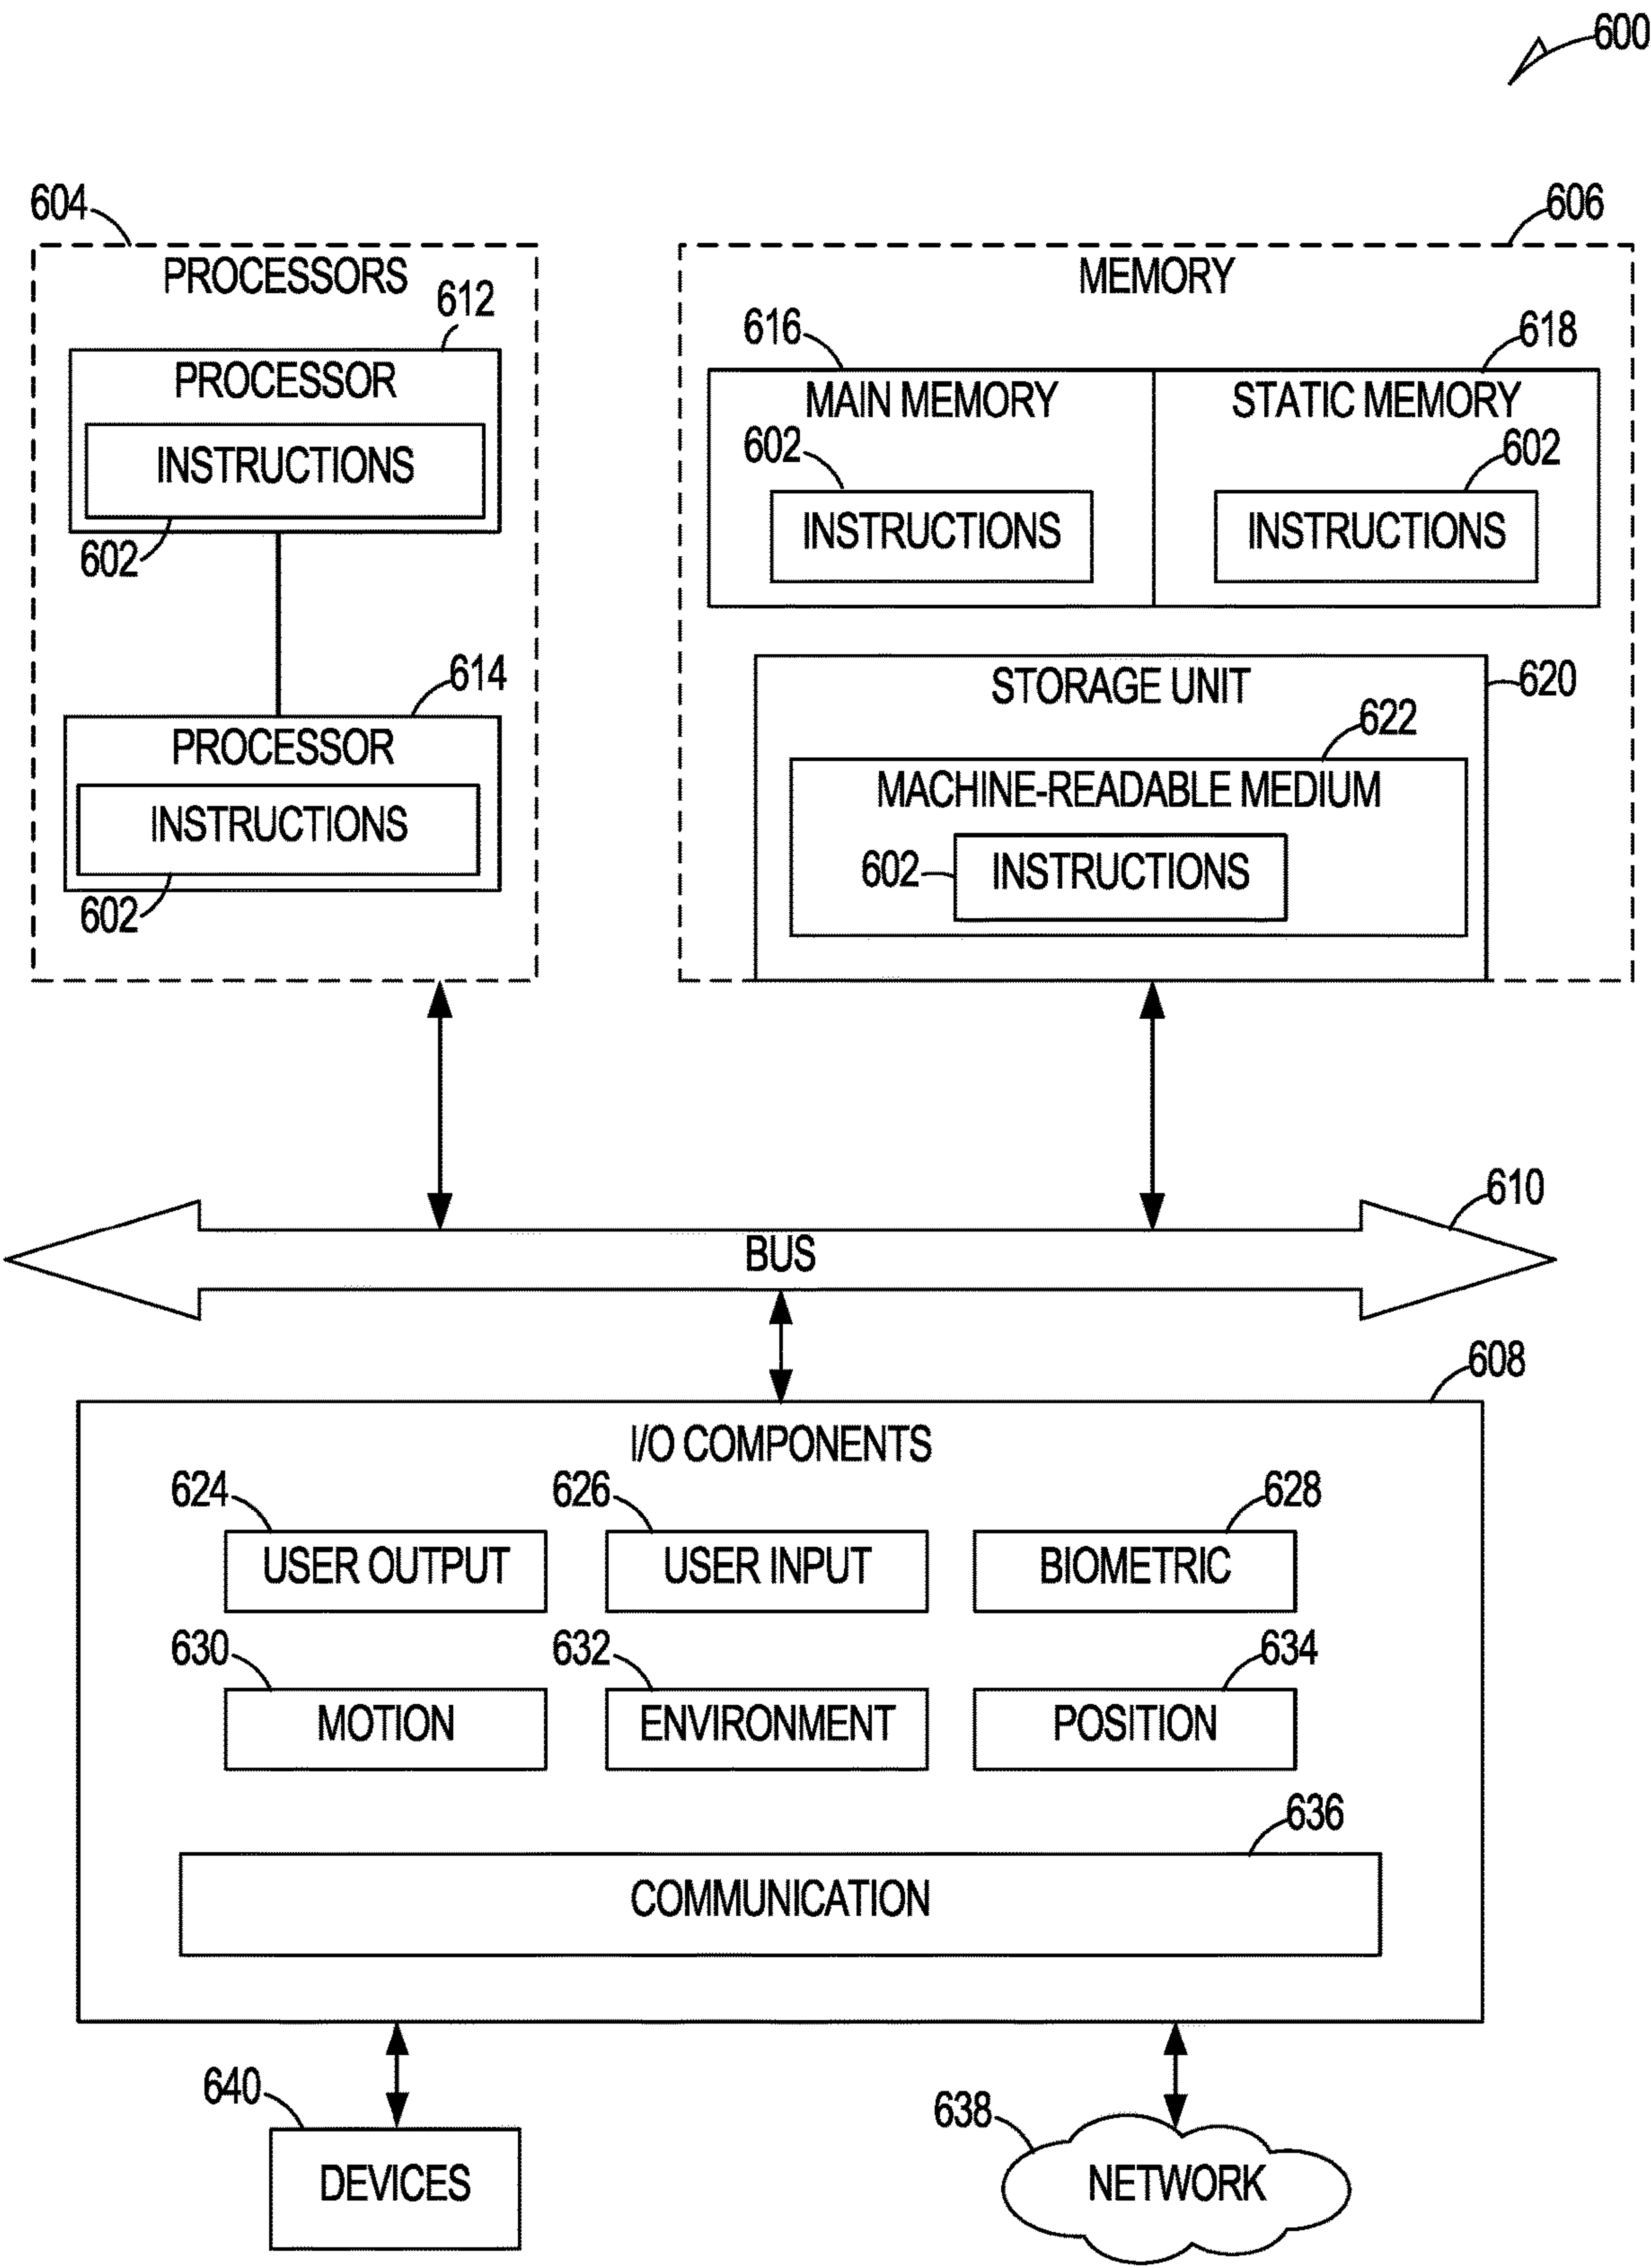 600
604
606
PROCESSORS
MEMORY
612
616
618
PROCESSOR
MAIN MEMORY
STATIC MEMORY
INSTRUCTIONS
602
602
602
INSTRUCTIONS
INSTRUCTIONS
614
STORAGE UNIT
620
PROCESSOR
622
INSTRUCTIONS
MACHINE-READABLE MEDIUM
602
602
INSTRUCTIONS
610
BUS
608
I/O COMPONENTS
624
626
628
USER OUTPUT
USER INPUT
BIOMETRIC
630
632
634
MOTION
ENVIRONMENT
POSITION
636
COMMUNICATION
640
638
DEVICES
NETWORK